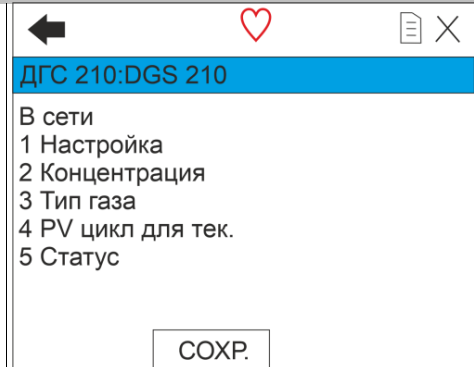 ДГС 210:DGS 210
В сети
1 Настройка
2 Концентрация
3 Тип газа
4 PV цикл для тек.
5 Статус
СОХР.